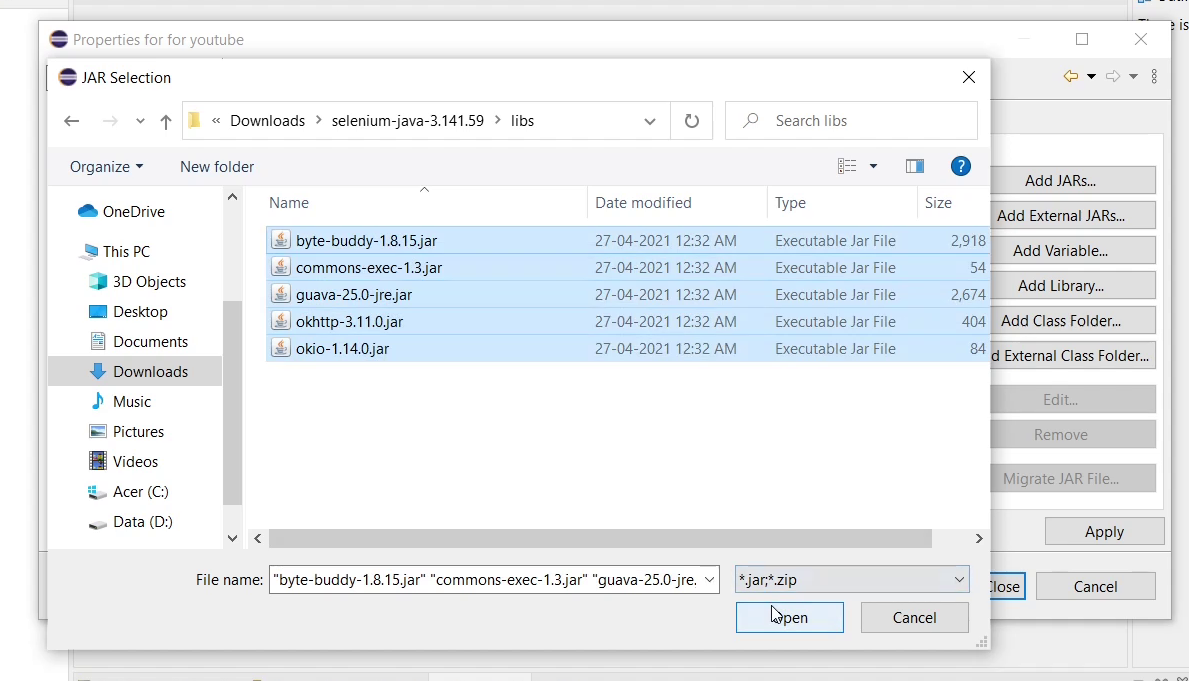 Properties for for youtube
JAR Selection
« Downloads > selenium-java-3.141.59 > libs
Search libs
Organize
New folder
Name
Date modified
Type
Size
OneDrive
This PC
3D Objects
Desktop
Documents
Downloads
Music
Pictures
Videos
Acer (C:)
Data (D:)
byte-buddy-1.8.15.jar 27-04-2021 12:32 AM Executable Jar File 2,918
commons-exec-1.3.jar 27-04-2021 12:32 AM Executable Jar File 54
guava-25.0-jre.jar 27-04-2021 12:32 AM Executable Jar File 2,674
okhttp-3.11.0.jar 27-04-2021 12:32 AM Executable Jar File 404
okio-1.14.0.jar 27-04-2021 12:32 AM Executable Jar File 84
Add JARs...
Add External JARs...
Add Variable...
Add Library...
Add Class Folder...
d External Class Folder...
Edit...
Remove
Migrate JAR File...
Apply
File name: "byte-buddy-1.8.15.jar" "commons-exec-1.3.jar" "guava-25.0-jre.
*.jar;*.zip
Open
Cancel
Close
Cancel